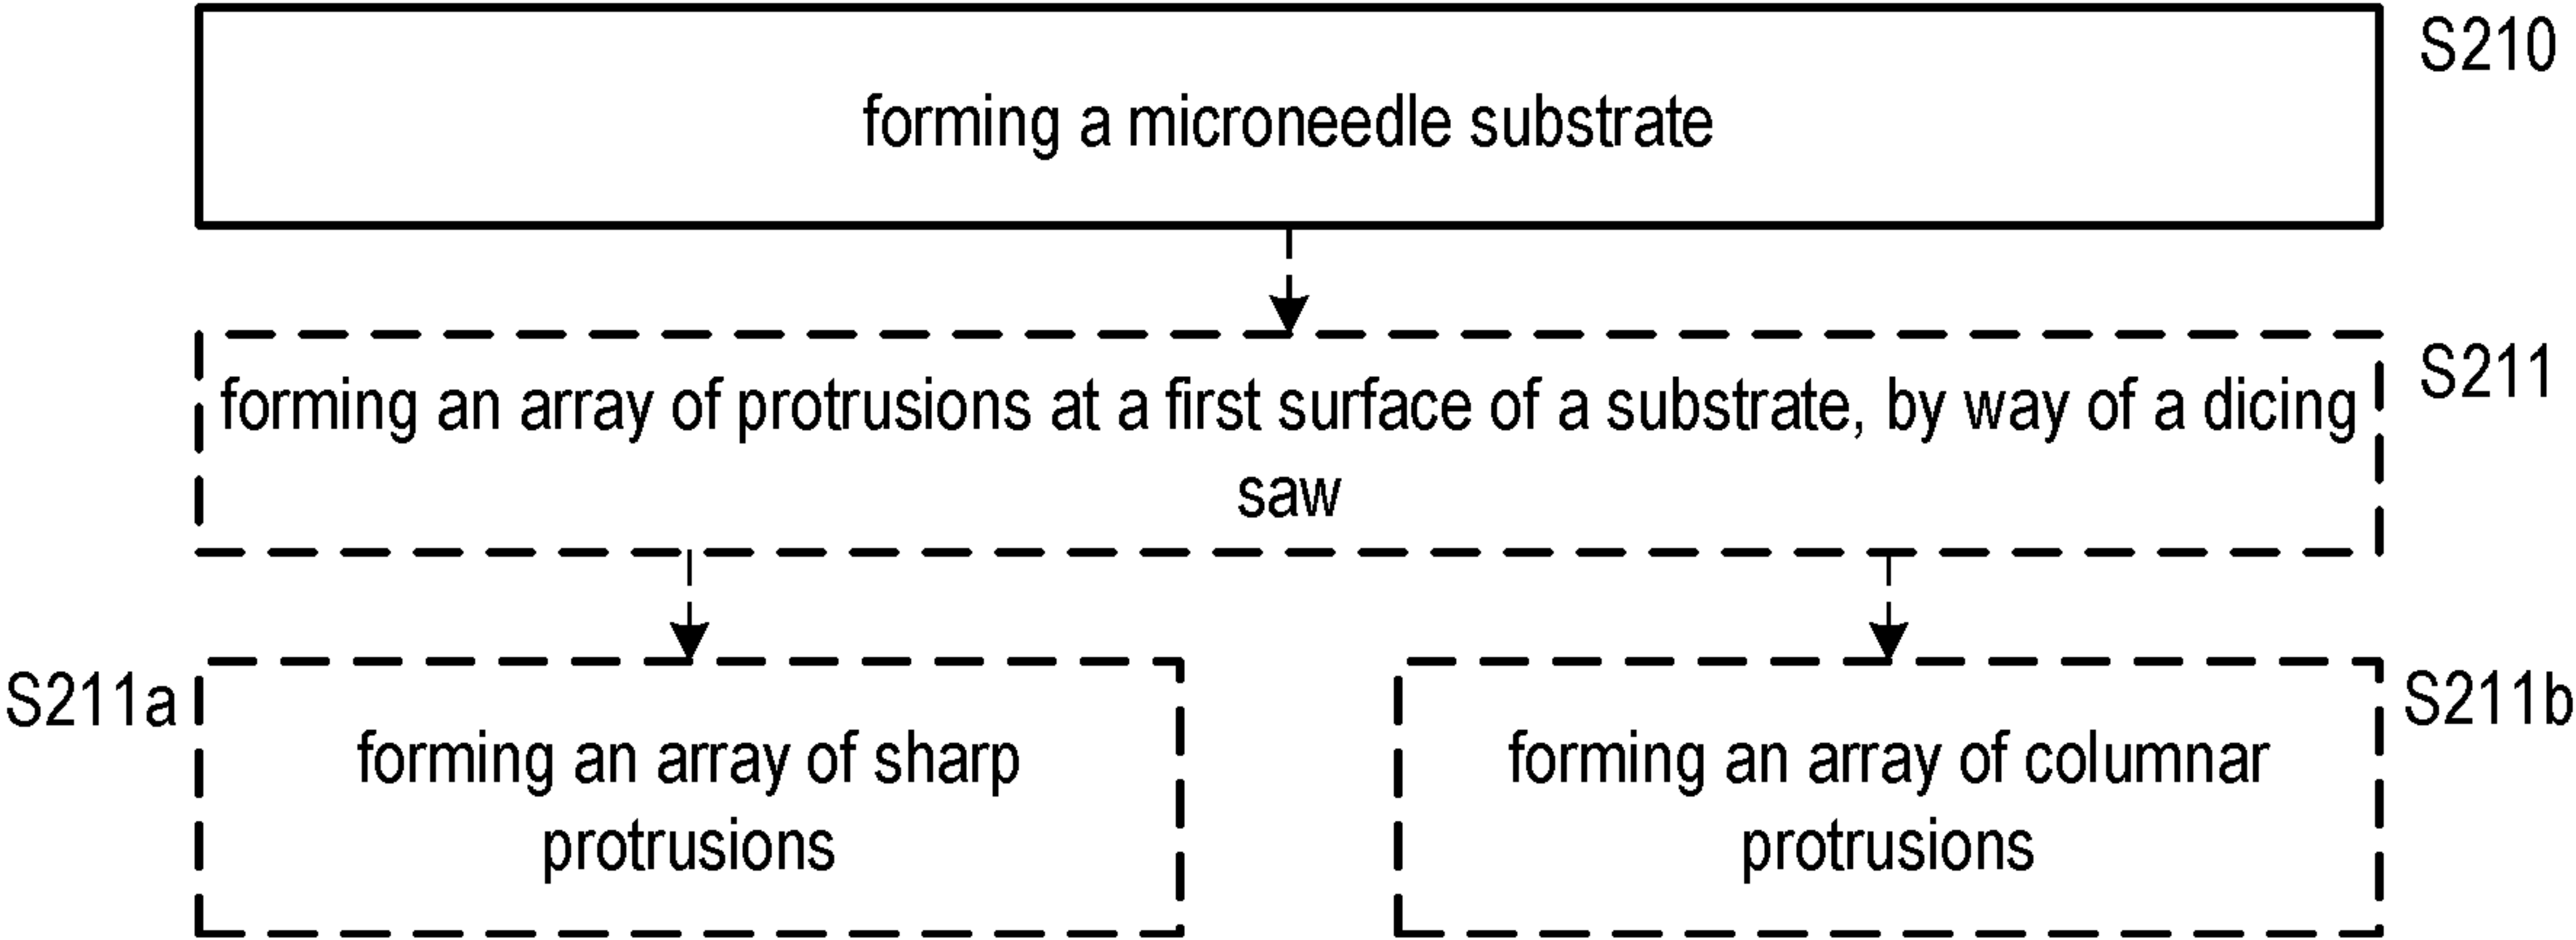 S210
forming a microneedle substrate
S211
forming an array of protrusions at a first surface of a substrate, by way of a dicing
saw
S211a
forming an array of sharp
protrusions
S211b
forming an array of columnar
protrusions